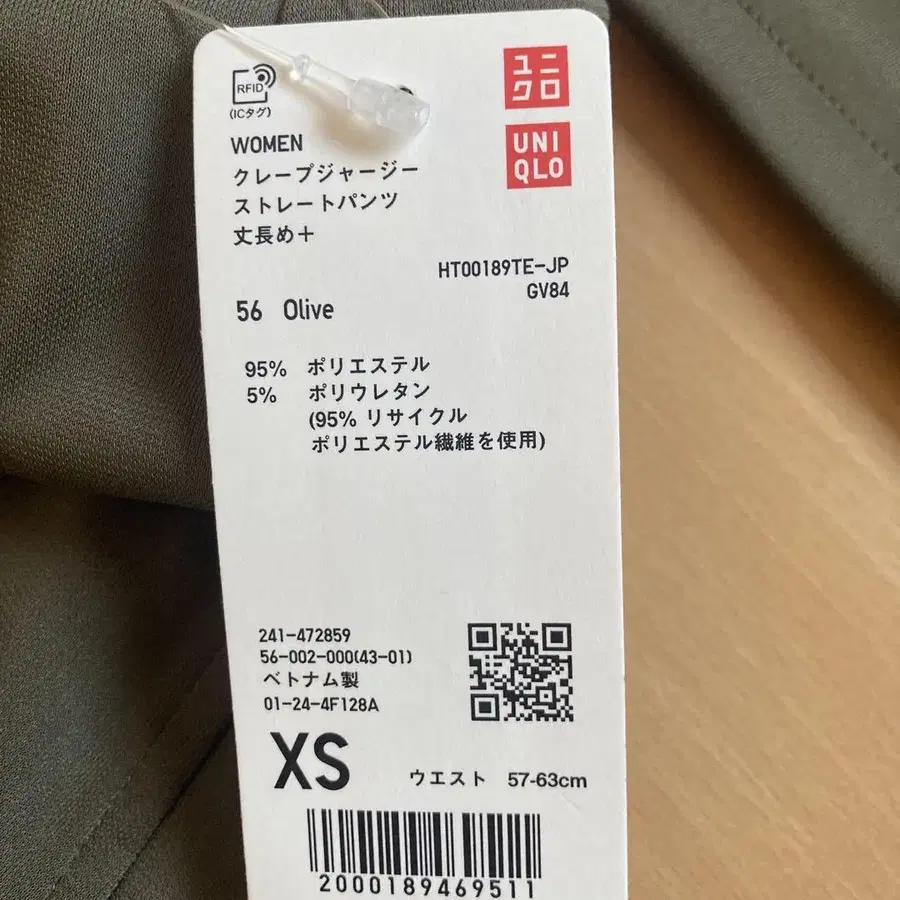 RFID
(ICタグ)
ユニ
クロ
UNI
QLO
WOMEN
クレープジャージー
ストレートパンツ
丈長め＋
HT00189TE-JP
GV84
56 Olive
95% ポリエステル
5% ポリウレタン
(95% リサイクル
ポリエステル繊維を使用)
241-472859
56-002-000(43-01)
ベトナム製
01-24-4F128A
XS
ウエスト 57-63cm
2000189469511